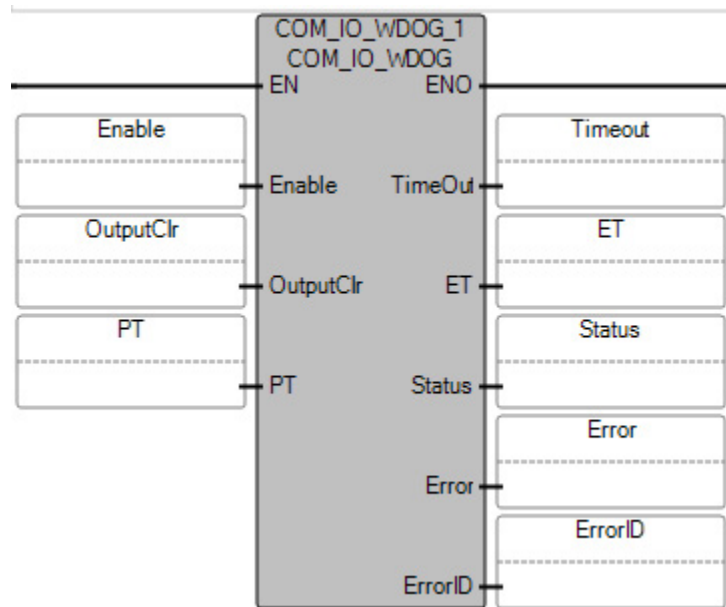 COM_IO_WDOG_1
COM_IO_WDOG
EN ENO
Enable Timeout
Enable TimeOut
OutputClr ET
OutputClr ET
PT Status
PT Status
Error
Error
ErrorID
ErrorID